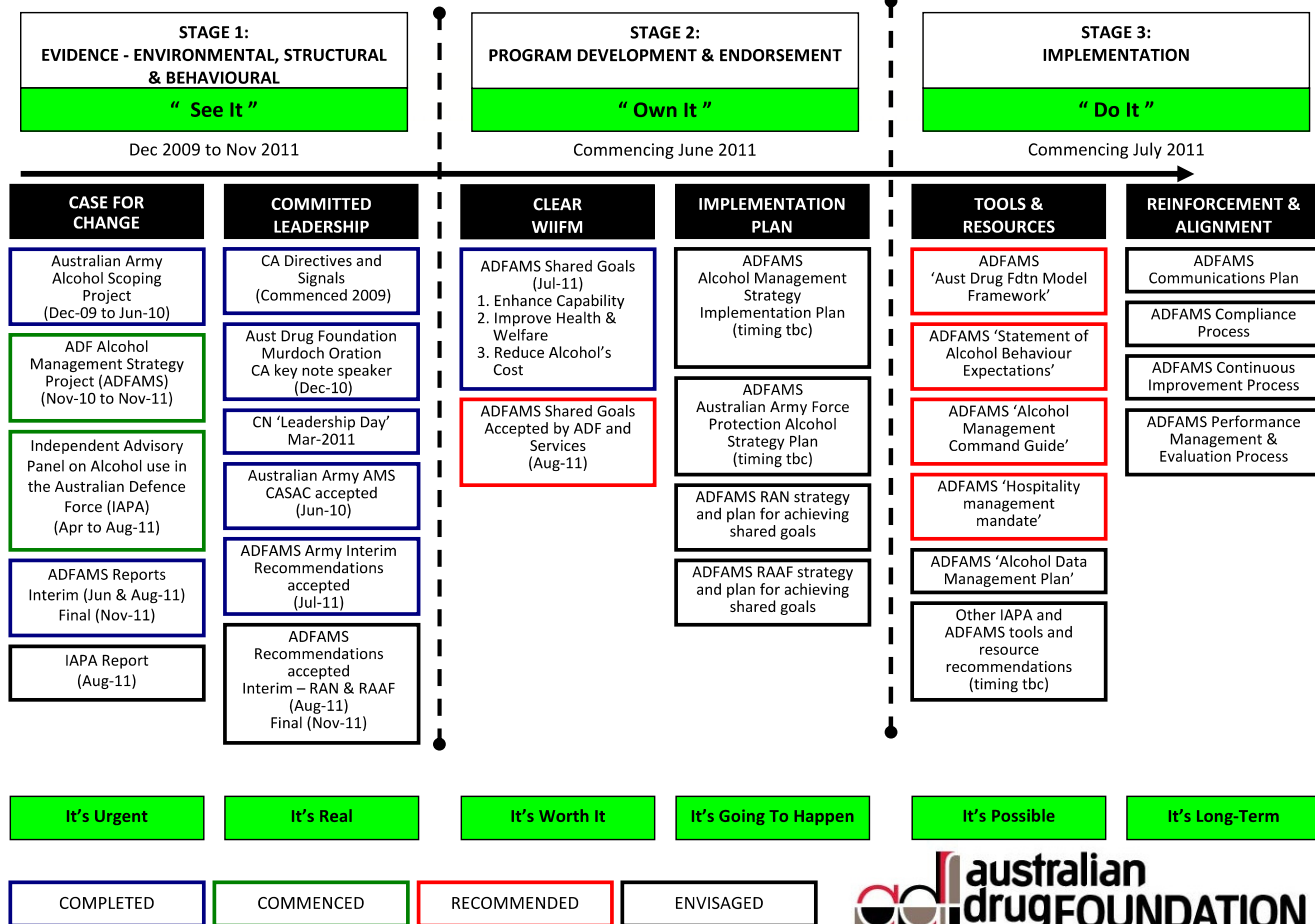 STAGE 1:
EVIDENCE - ENVIRONMENTAL, STRUCTURAL
& BEHAVIOURAL
“ See It ”
Dec 2009 to Nov 2011
STAGE 2:
PROGRAM DEVELOPMENT & ENDORSEMENT
“ Own It ”
Commencing June 2011
STAGE 3:
IMPLEMENTATION
“ Do It ”
Commencing July 2011
CASE FOR
CHANGE
Australian Army
Alcohol Scoping
Project
(Dec-09 to Jun-10)
ADF Alcohol
Management Strategy
Project (ADFAMS)
(Nov-10 to Nov-11)
Independent Advisory
Panel on Alcohol use in
the Australian Defence
Force (IAPA)
(Apr to Aug-11)
ADFAMS Reports
Interim (Jun & Aug-11)
Final (Nov-11)
IAPA Report
(Aug-11)
COMMITTED
LEADERSHIP
CA Directives and
Signals
(Commenced 2009)
Aust Drug Foundation
Murdoch Oration
CA key note speaker
(Dec-10)
CN ‘Leadership Day’
Mar-2011
Australian Army AMS
CASAC accepted
(Jun-10)
ADFAMS Army Interim
Recommendations
accepted
(Jul-11)
ADFAMS
Recommendations
accepted
Interim – RAN & RAAF
(Aug-11)
Final (Nov-11)
CLEAR
WIIFM
ADFAMS Shared Goals
(Jul-11)
1. Enhance Capability
2. Improve Health &
Welfare
3. Reduce Alcohol’s
Cost
ADFAMS Shared Goals
Accepted by ADF and
Services
(Aug-11)
IMPLEMENTATION
PLAN
ADFAMS
Alcohol Management
Strategy
Implementation Plan
(timing tbc)
ADFAMS
Australian Army Force
Protection Alcohol
Strategy Plan
(timing tbc)
ADFAMS RAN strategy
and plan for achieving
shared goals
ADFAMS RAAF strategy
and plan for achieving
shared goals
TOOLS &
RESOURCES
ADFAMS
‘Aust Drug Fdtn Model
Framework’
ADFAMS ‘Statement of
Alcohol Behaviour
Expectations’
ADFAMS ‘Alcohol
Management
Command Guide’
ADFAMS ‘Hospitality
management
mandate’
ADFAMS ‘Alcohol Data
Management Plan’
Other IAPA and
ADFAMS tools and
resource
recommendations
(timing tbc)
REINFORCEMENT &
ALIGNMENT
ADFAMS
Communications Plan
ADFAMS Compliance
Process
ADFAMS Continuous
Improvement Process
ADFAMS Performance
Management &
Evaluation Process
It’s Urgent
It’s Real
It’s Worth It
It’s Going To Happen
It’s Possible
It’s Long-Term
COMPLETED
COMMENCED
RECOMMENDED
ENVISAGED
adf
australian
drugFOUNDATION